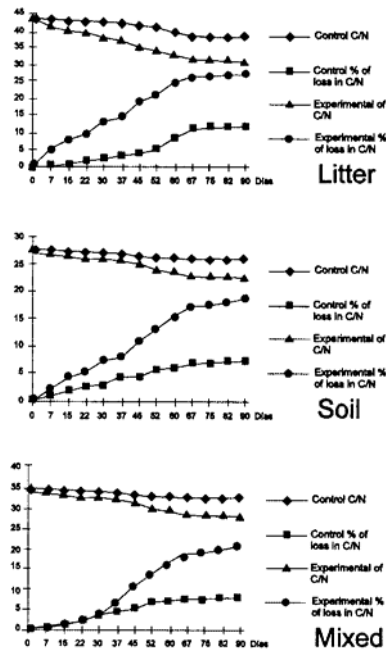 45
40
35
30
25
20
15
10
5
0
0 7 15 22 30 37 45 52 60 67 75 82 90 Días
Control C/N
Control % of
loss in C/N
Experimental of
C/N
Experimental %
of loss in C/N
Litter
30
25
20
15
10
5
0
0 7 15 22 30 37 45 52 60 67 75 82 90 Días
Control C/N
Control % of
loss in C/N
Experimental of
C/N
Experimental %
of loss in C/N
Soil
35
35
30
25
20
15
10
5
0
0 7 15 22 30 37 45 52 60 67 75 82 90 Días
Control C/N
Control % of
loss in C/N
Experimental of
C/N
Experimental %
of loss in C/N
Mixed